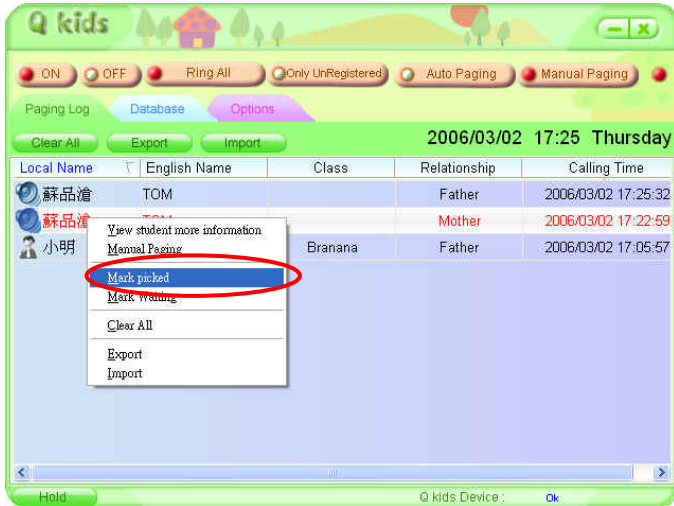 Q kids
ON OFF Ring All Only UnRegistered Auto Paging Manual Paging
Paging Log Database Options
Clear All Export Import 2006/03/02 17:25 Thursday
Local Name English Name Class Relationship Calling Time
蘇品滄 TOM Father 2006/03/02 17:25:32
蘇品滄 TOM Mother 2006/03/02 17:22:59
小明 Branana Father 2006/03/02 17:05:57
View student more information
Manual Paging
Mark picked
Mark Waiting
Clear All
Export
Import
Hold Q kids Device : Ok